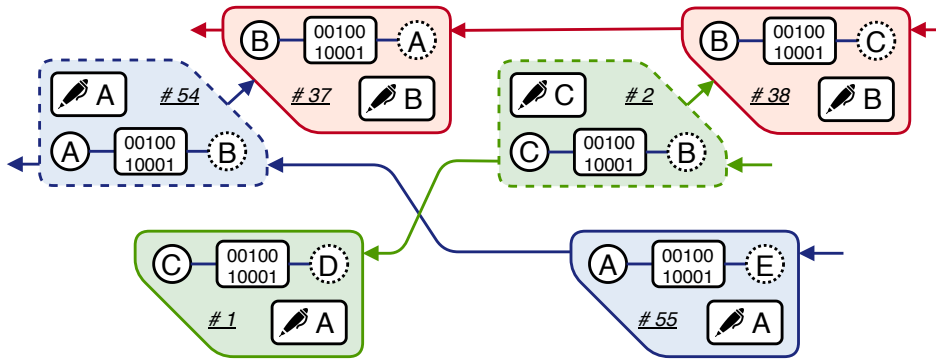 B 00100 A
10001
# 37 B
B 00100 C
10001
# 38 B
A # 54
A 00100 B
10001
C # 2
C 00100 B
10001
C 00100 D
10001
# 1 A
A 00100 E
10001
# 55 A